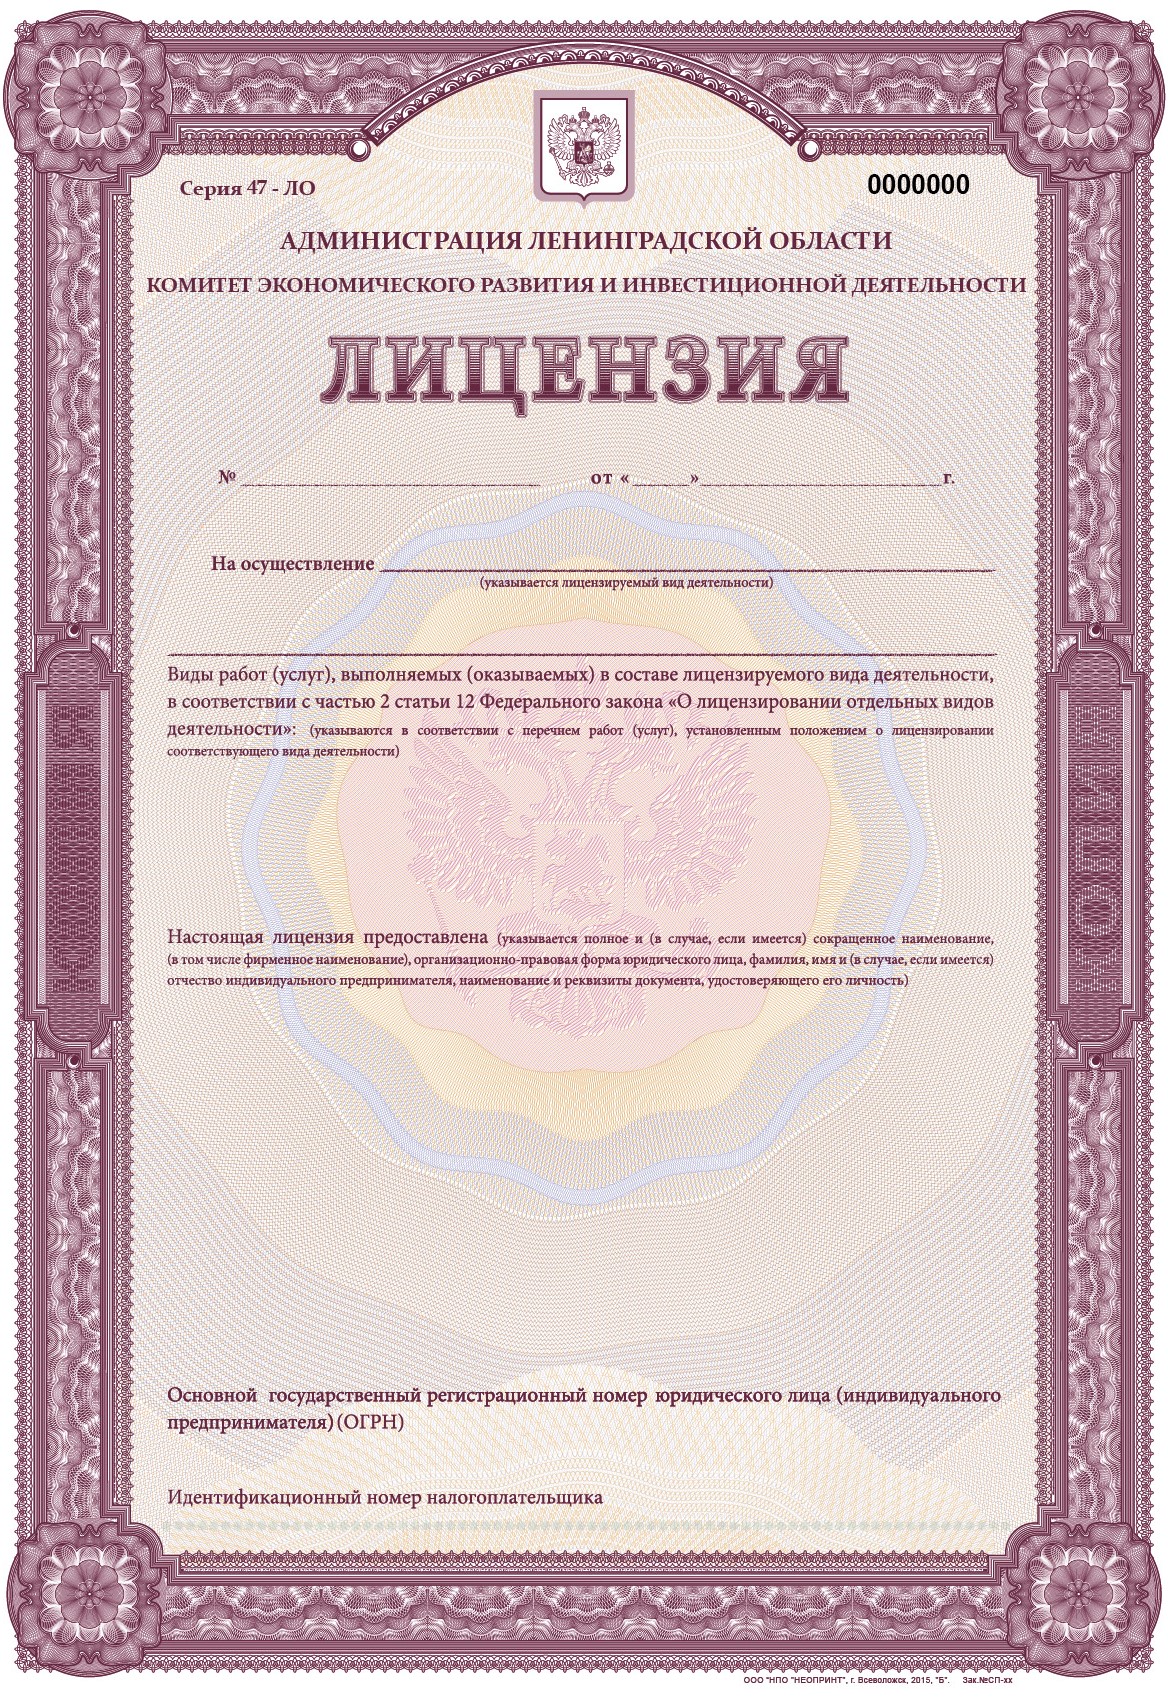 Серия 47 - ЛО
0000000
АДМИНИСТРАЦИЯ ЛЕНИНГРАДСКОЙ ОБЛАСТИ
КОМИТЕТ ЭКОНОМИЧЕСКОГО РАЗВИТИЯ И ИНВЕСТИЦИОННОЙ ДЕЯТЕЛЬНОСТИ
ЛИЦЕНЗИЯ
№ от « » г.
На осуществление
(указывается лицензируемый вид деятельности)
Виды работ (услуг), выполняемых (оказываемых) в составе лицензируемого вида деятельности,
в соответствии с частью 2 статьи 12 Федерального закона «О лицензировании отдельных видов
деятельности»: (указываются в соответствии с перечнем работ (услуг), установленным положением о лицензировании
соответствующего вида деятельности)
Настоящая лицензия предоставлена (указывается полное и (в случае, если имеется) сокращенное наименование,
(в том числе фирменное наименование), организационно-правовая форма юридического лица, фамилия, имя и (в случае, если имеется)
отчество индивидуального предпринимателя, наименование и реквизиты документа, удостоверяющего его личность)
Основной государственный регистрационный номер юридического лица (индивидуального
предпринимателя) (ОГРН)
Идентификационный номер налогоплательщика
ООО "НПО "НЕОПРИНТ", г. Всеволожск, 2015, "Б". Зак.№СП-хх